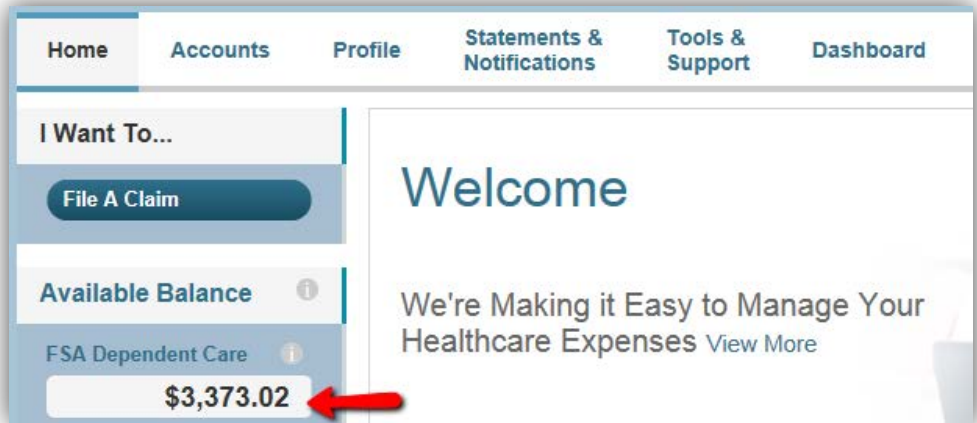 Home
Accounts
Profile
Statements &
Notifications
Tools &
Support
Dashboard
I Want To...
File A Claim
Available Balance
FSA Dependent Care
$3,373.02
Welcome
We're Making it Easy to Manage Your
Healthcare Expenses View More